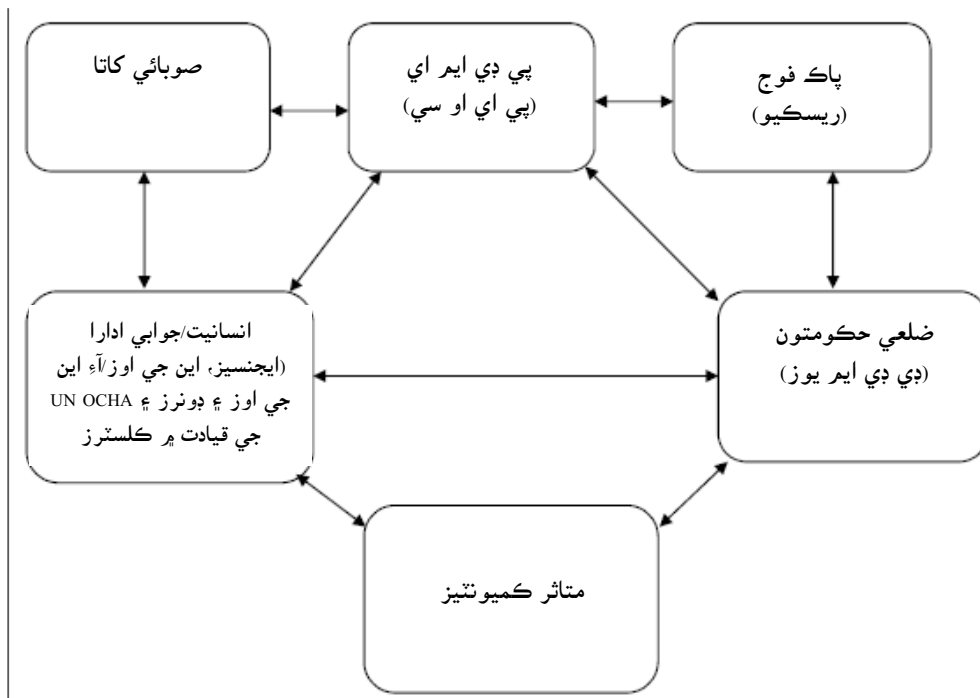 صوبائي کاتا
پي ڊي ايم اي
(پي اي او سي)
پاڪ فوج
(ريسڪيو)
انسانيت/جوابي ادارا
(ايجنسيز، اين جي اوز/آءِ اين
جي اوز ۽ ڊونرز ۽ UN OCHA
جي قيادت ۾ ڪلسٽرز
ضلعي حڪومتون
(ڊي ڊي ايم يوز)
متاثر ڪميونٽيز